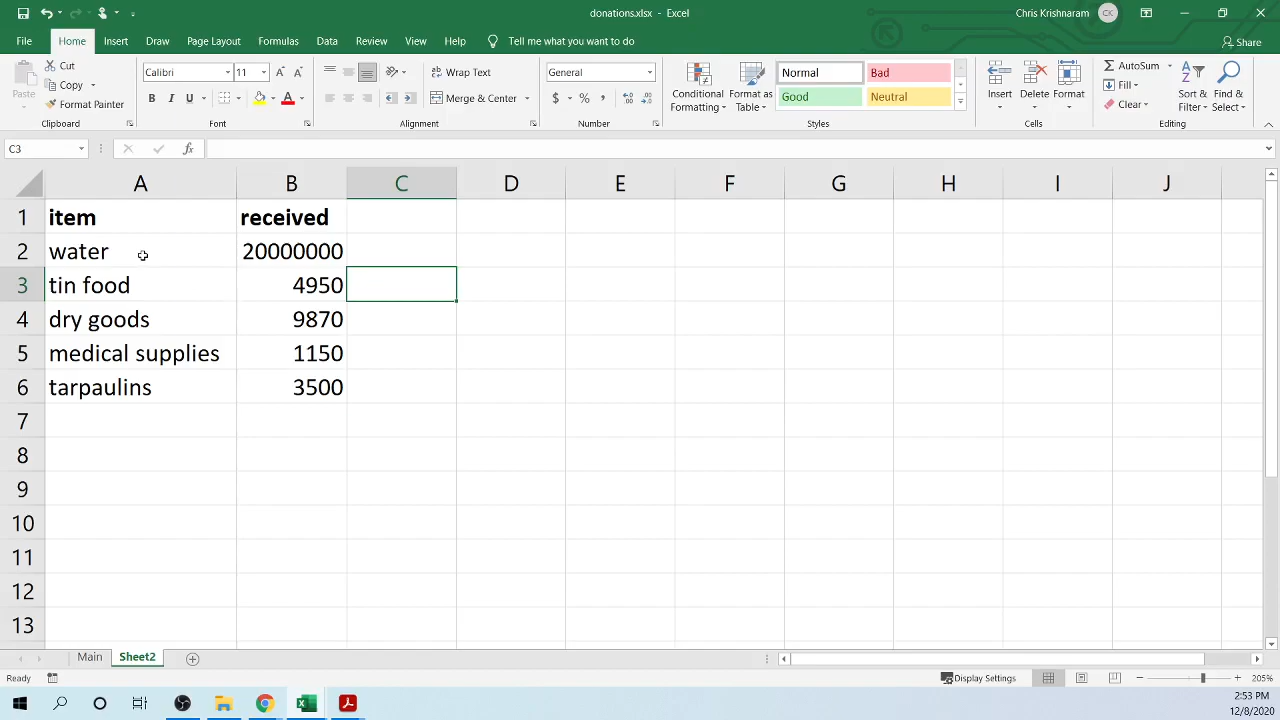 donations.xlsx - Excel
Chris Krishnaram CK
File Home Insert Draw Page Layout Formulas Data Review View Help Tell me what you want to do Share
Paste
Cut
Copy
Format Painter
Clipboard
Calibri 11
B I U A
Font
Wrap Text
Merge & Center
Alignment
General
$ % ,
Number
Conditional Formatting
Format as Table
Normal Bad
Good Neutral
Styles
Insert Delete Format
Cells
AutoSum
Fill
Clear
Sort & Filter
Find & Select
Editing
C3 fx
A B C D E F G H I J
1 item received
2 water 20000000
3 tin food 4950
4 dry goods 9870
5 medical supplies 1150
6 tarpaulins 3500
7
8
9
10
11
12
13
Main Sheet2
Ready Display Settings 205%
2:53 PM
12/8/2020